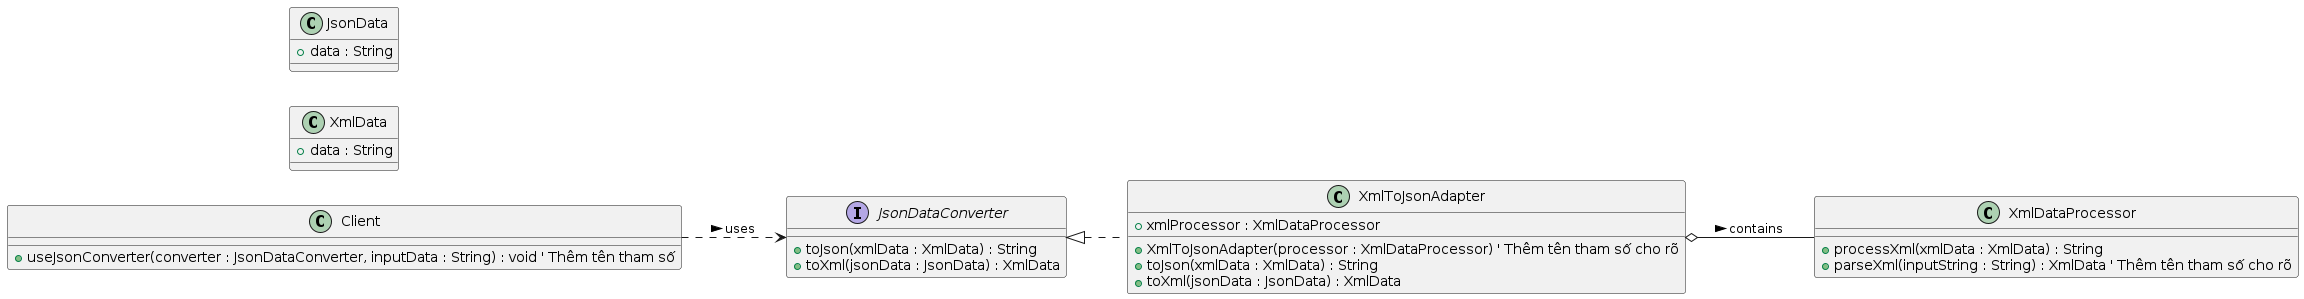 C JsonData
data : String
C XmlData
data : String
C Client
useJsonConverter(converter : JsonDataConverter, inputData : String) : void ' Thêm tên tham số
uses
I JsonDataConverter
toJson(xmlData : XmlData) : String
toXml(jsonData : JsonData) : XmlData
C XmlToJsonAdapter
xmlProcessor : XmlDataProcessor
XmlToJsonAdapter(processor : XmlDataProcessor) ' Thêm tên tham số cho rõ
toJson(xmlData : XmlData) : String
toXml(jsonData : JsonData) : XmlData
contains
C XmlDataProcessor
processXml(xmlData : XmlData) : String
parseXml(inputString : String) : XmlData ' Thêm tên tham số cho rõ